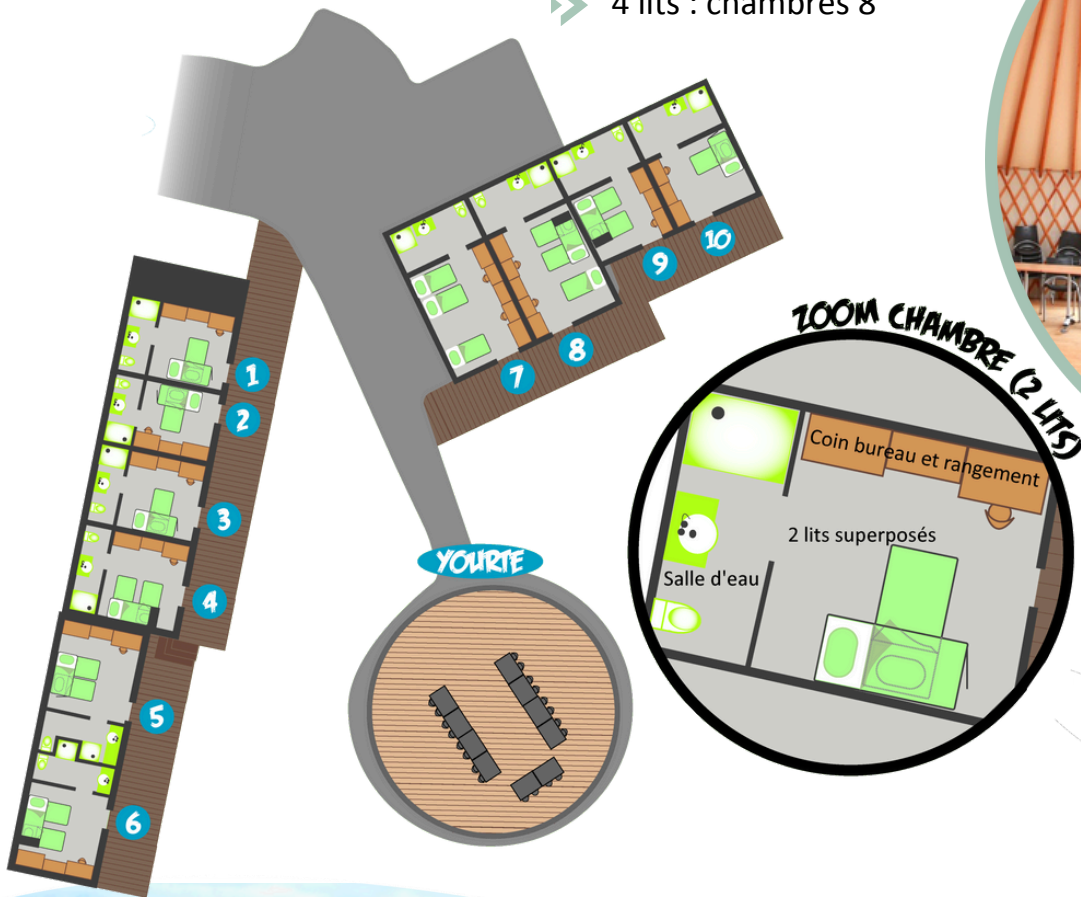 4 lits : chambres 8
1
2
3
4
5
6
7
8
9
10
YOURTE
ZOOM CHAMBRE (2 LITS)
Coin bureau et rangement
2 lits superposés
Salle d'eau